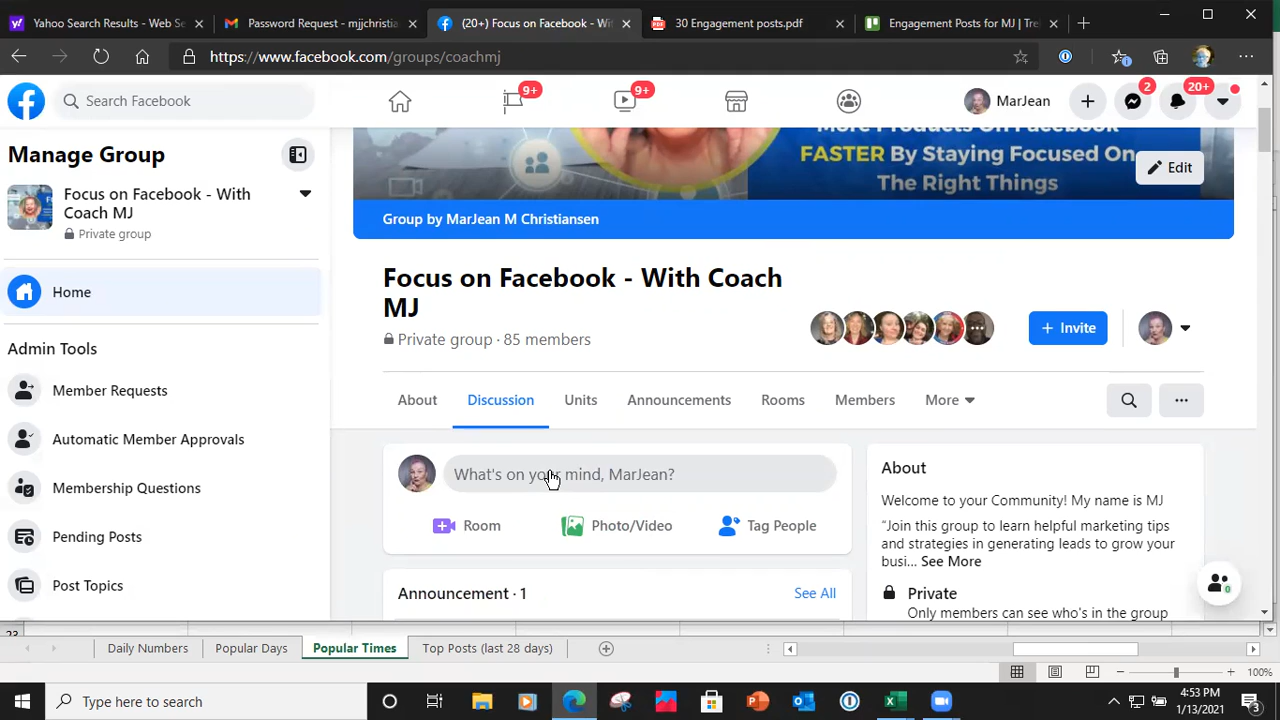 Yahoo Search Results - Web Se
Password Request - mjjchristia
(20+) Focus on Facebook - Wit
30 Engagement posts.pdf
Engagement Posts for MJ | Trel
https://www.facebook.com/groups/coachmj
Search Facebook
9+
9+
MarJean
2
20+
Manage Group
Focus on Facebook - With
Coach MJ
Private group
Home
Admin Tools
Member Requests
Automatic Member Approvals
Membership Questions
Pending Posts
Post Topics
More Products On Facebook
FASTER By Staying Focused On
The Right Things
Edit
Group by MarJean M Christiansen
Focus on Facebook - With Coach
MJ
Private group · 85 members
+ Invite
About
Discussion
Units
Announcements
Rooms
Members
More
What's on your mind, MarJean?
Room
Photo/Video
Tag People
Announcement · 1
See All
About
Welcome to your Community! My name is MJ
“Join this group to learn helpful marketing tips
and strategies in generating leads to grow your
busi... See More
Private
Only members can see who's in the group
0
23
Daily Numbers
Popular Days
Popular Times
Top Posts (last 28 days)
100%
Type here to search
4:53 PM
1/13/2021
3